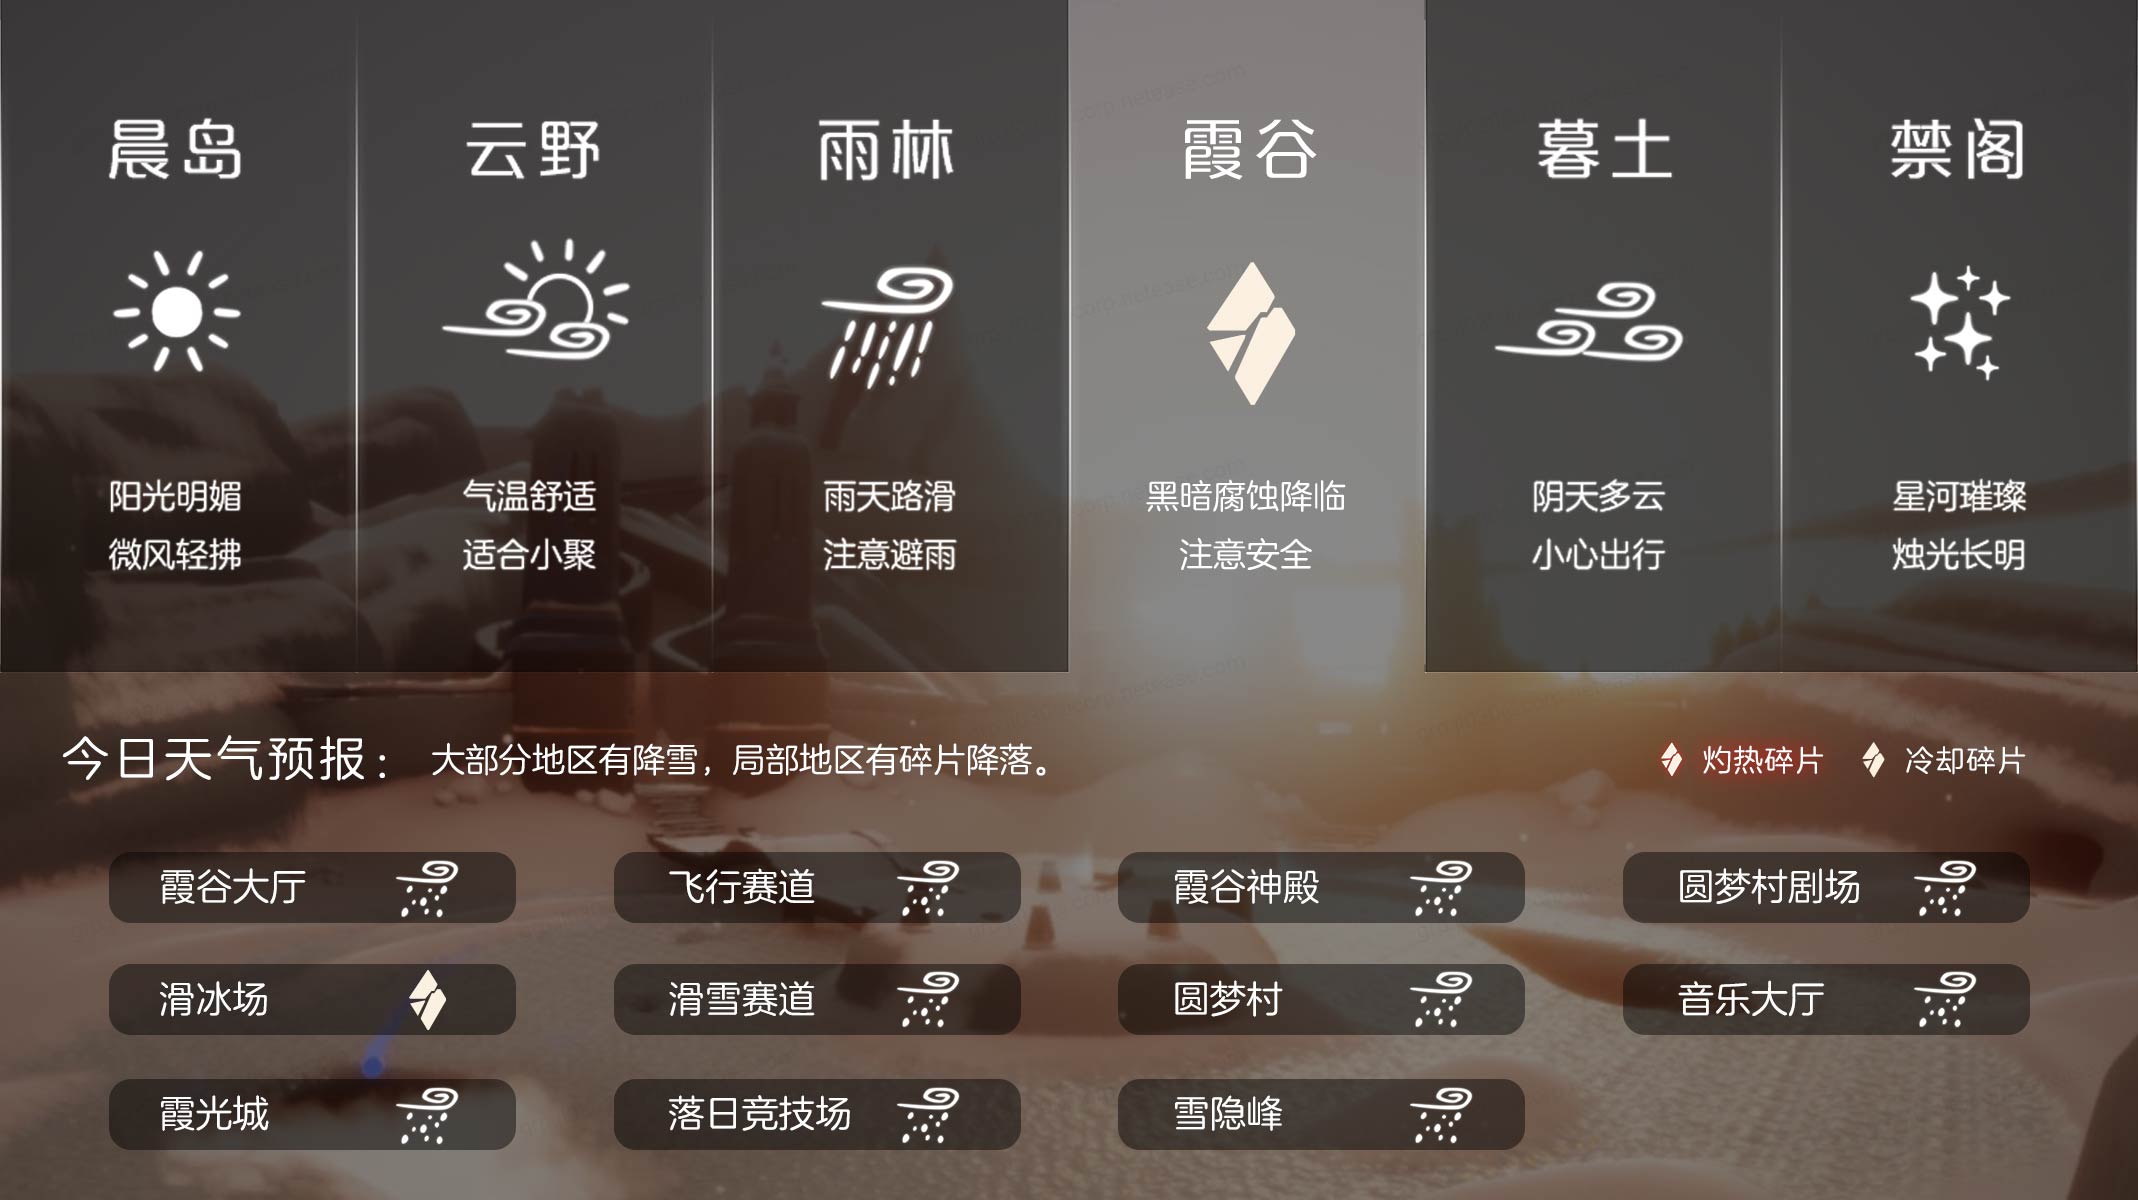 晨岛
云野
雨林
霞谷
暮土
禁阁
阳光明媚
微风轻拂
气温舒适
适合小聚
雨天路滑
注意避雨
黑暗腐蚀降临
注意安全
阴天多云
小心出行
星河璀璨
烛光长明
今日天气预报： 大部分地区有降雪，局部地区有碎片降落。
灼热碎片
冷却碎片
霞谷大厅
飞行赛道
霞谷神殿
圆梦村剧场
滑冰场
滑雪赛道
圆梦村
音乐大厅
霞光城
落日竞技场
雪隐峰